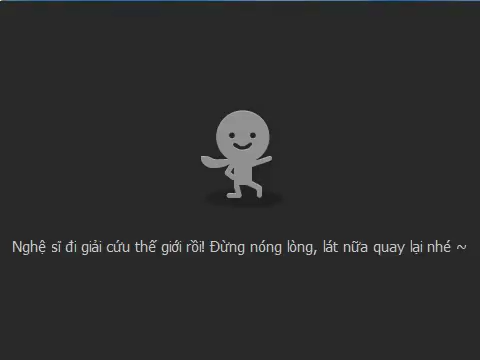 Nghệ sĩ đi giải cứu thế giới rồi! Đừng nóng lòng, lát nữa quay lại nhé ~